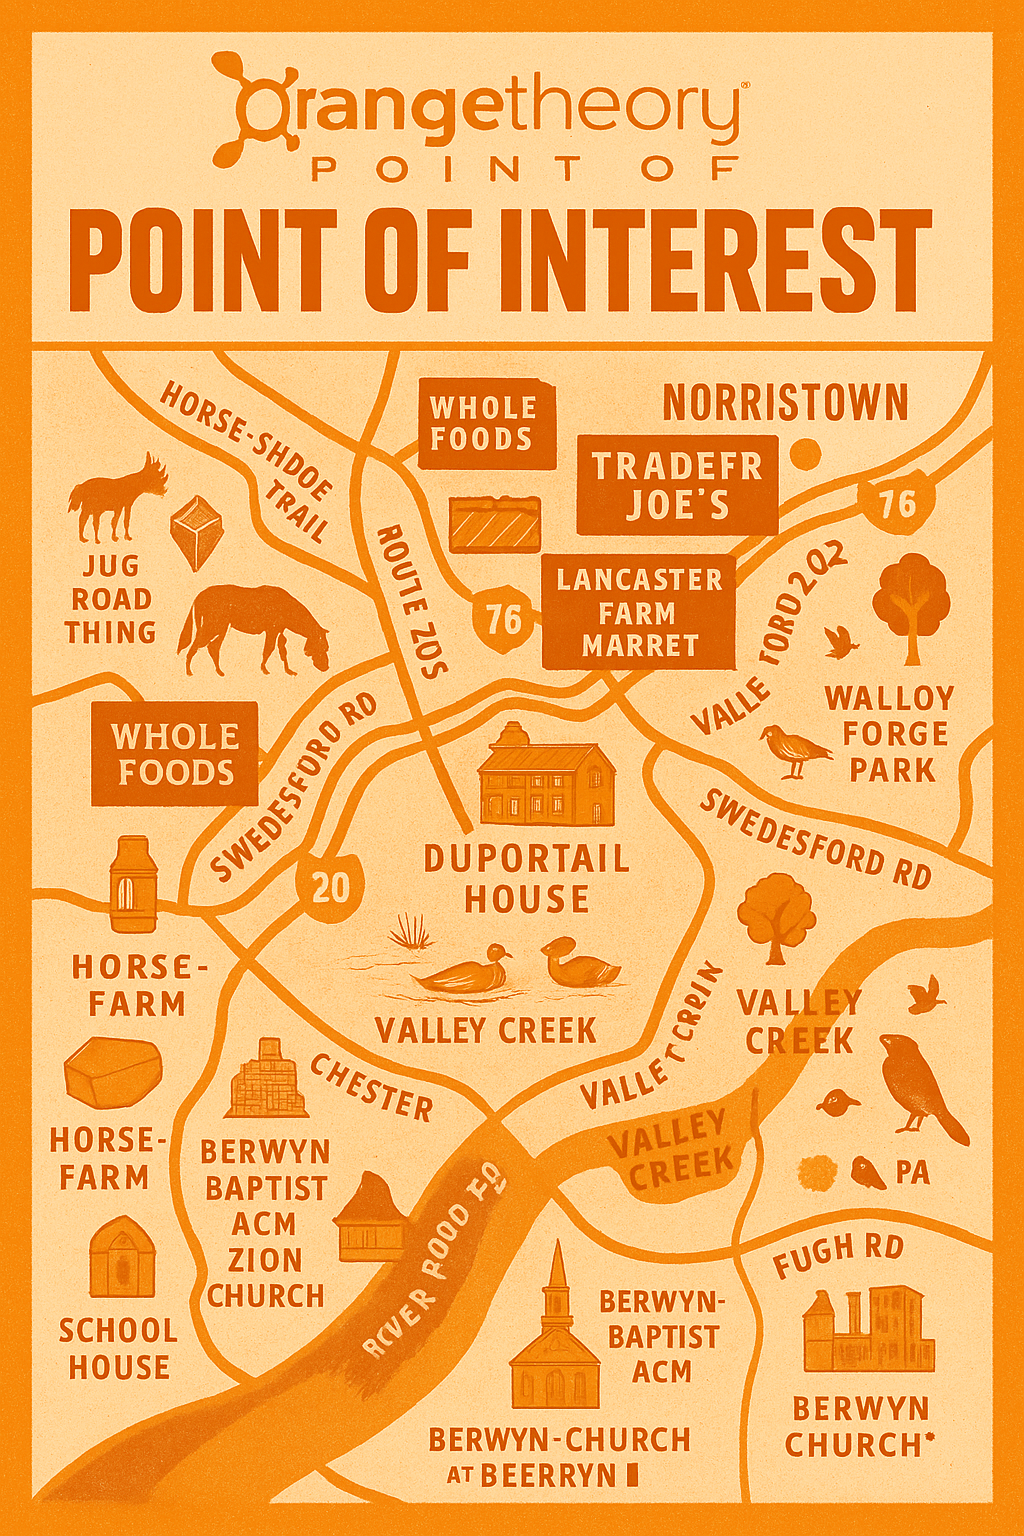 Orangetheory®
POINT OF
POINT OF INTEREST
HORSE-SHDOE
TRAIL
WHOLE
FOODS
NORRISTOWN
TRADEFR
JOE'S
76
JUG
ROAD
THING
ROUTE ZOS
76
LANCASTER
FARM
MARRET
VALLE FORD 202
WALLOY
FORGE
PARK
WHOLE
FOODS
SWEDESFORD RD
SWEDESFORD RD
20
DUPORTAIL
HOUSE
HORSE-
FARM
VALLEY CREEK
VALLEY
CREEK
CHESTER
VALLET CRRIN
HORSE-
FARM
BERWYN
BAPTIST
ACM
ZION
CHURCH
VALLEY
CREEK
PA
RIVER ROOD
FUGH RD
SCHOOL
HOUSE
BERWYN-
BAPTIST
ACM
BERWYN
CHURCH*
BERWYN-CHURCH
AT BEERRYN